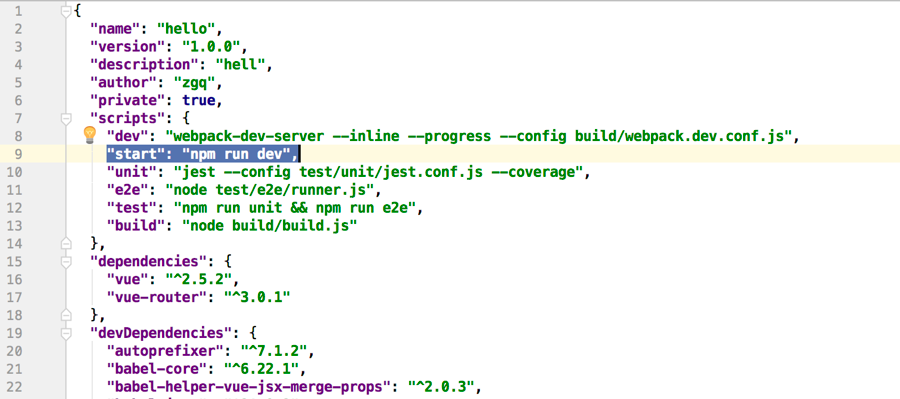 1 {
2 "name": "hello",
3 "version": "1.0.0",
4 "description": "hell",
5 "author": "zgq",
6 "private": true,
7 "scripts": {
8 "dev": "webpack-dev-server --inline --progress --config build/webpack.dev.conf.js",
9 "start": "npm run dev",
10 "unit": "jest --config test/unit/jest.conf.js --coverage",
11 "e2e": "node test/e2e/runner.js",
12 "test": "npm run unit && npm run e2e",
13 "build": "node build/build.js"
14 },
15 "dependencies": {
16 "vue": "^2.5.2",
17 "vue-router": "^3.0.1"
18 },
19 "devDependencies": {
20 "autoprefixer": "^7.1.2",
21 "babel-core": "^6.22.1",
22 "babel-helper-vue-jsx-merge-props": "^2.0.3",